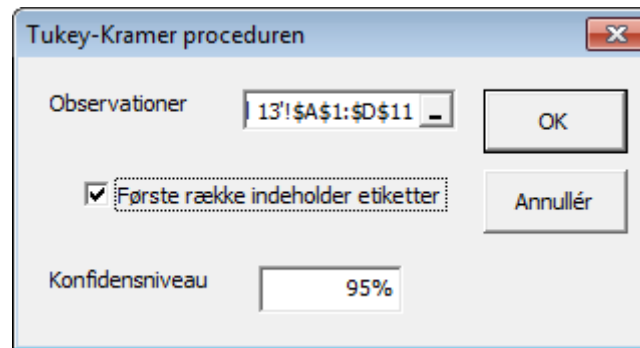 Tukey-Kramer proceduren
Observationer
13'!$A$1:$D$11
OK
Første række indeholder etiketter
Annullér
Konfidensniveau
95%